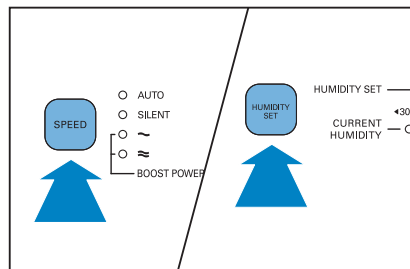 SPEED
AUTO
SILENT
~
≈
BOOST POWER
HUMIDITY
SET
HUMIDITY SET
◂30
CURRENT
HUMIDITY